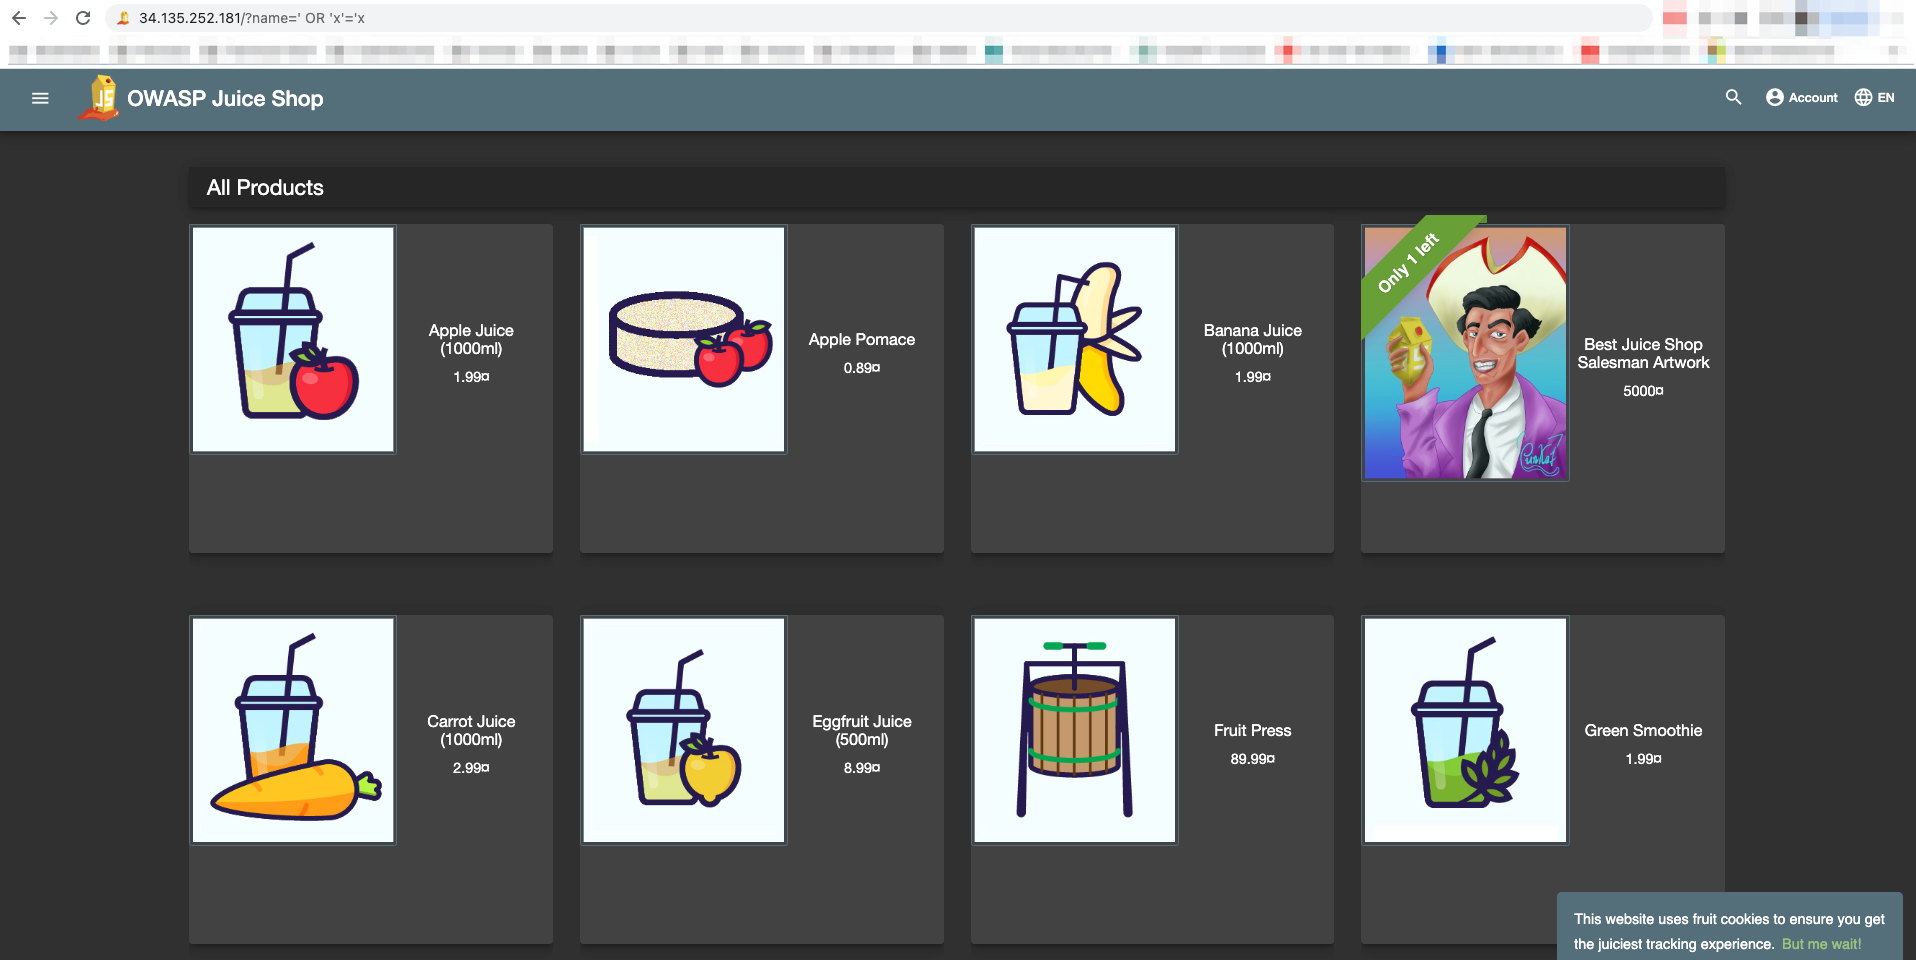 34.135.252.181/?name=' OR 'x'='x
OWASP Juice Shop
Account
EN
All Products
Apple Juice
(1000ml)
1.99¤
Apple Pomace
0.89¤
Banana Juice
(1000ml)
1.99¤
Only 1 left
Best Juice Shop
Salesman Artwork
5000¤
Carrot Juice
(1000ml)
2.99¤
Eggfruit Juice
(500ml)
8.99¤
Fruit Press
89.99¤
Green Smoothie
1.99¤
This website uses fruit cookies to ensure you get
the juiciest tracking experience. But me wait!